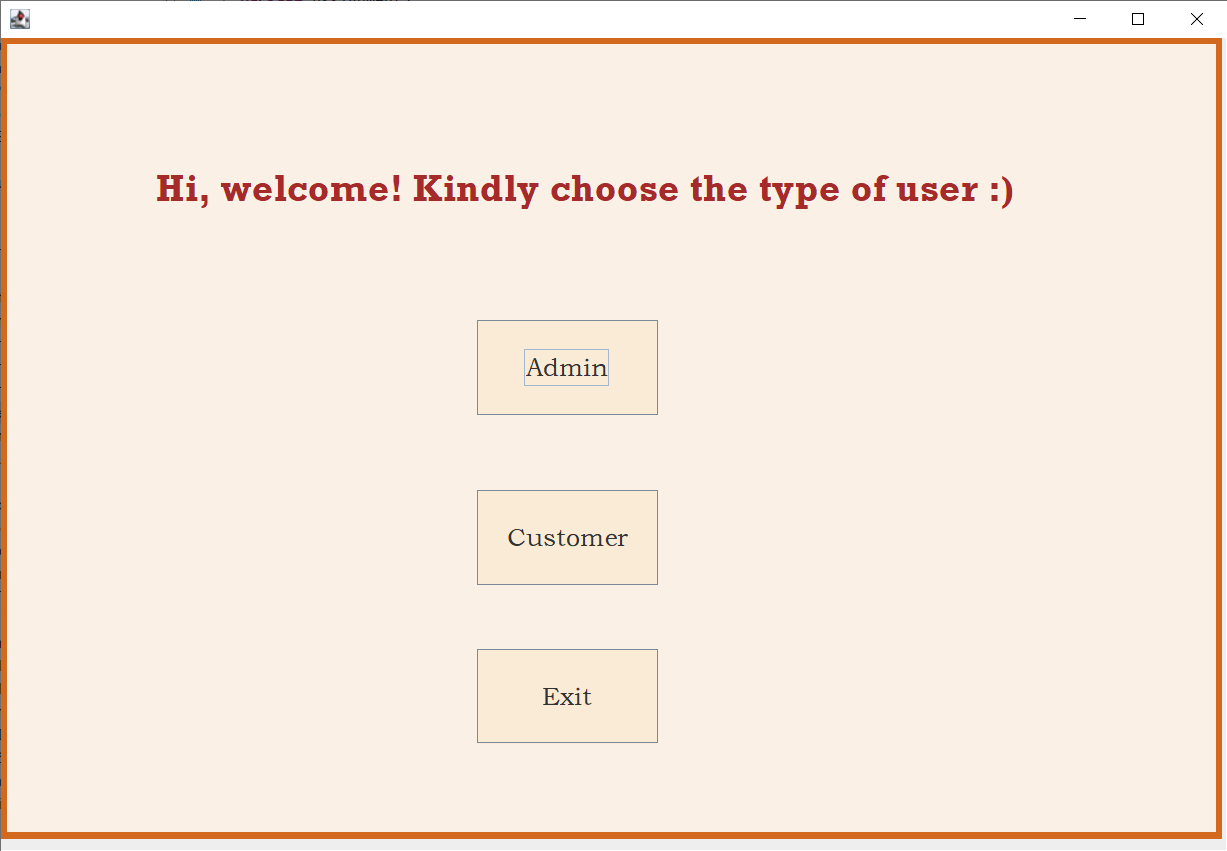 Hi, welcome! Kindly choose the type of user :)
Admin
Customer
Exit